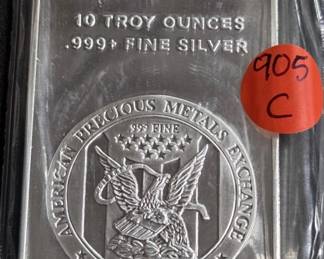 10 TROY OUNCES
.999+ FINE SILVER
905
C
AMERICAN PRECIOUS METALS EXCHANGE
999 FINE